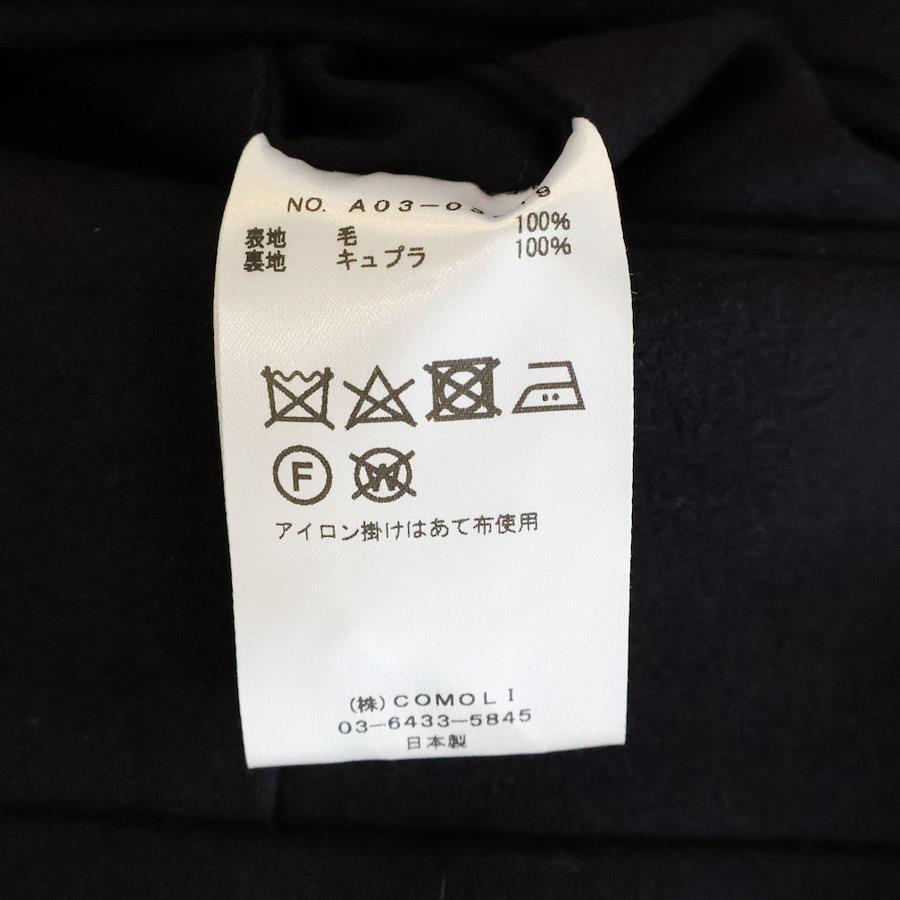 NO. A03-03
表地 毛 100%
裏地 キュプラ 100%
F W
アイロン掛けはあて布使用
(株)COMOLI
03-6433-5845
日本製